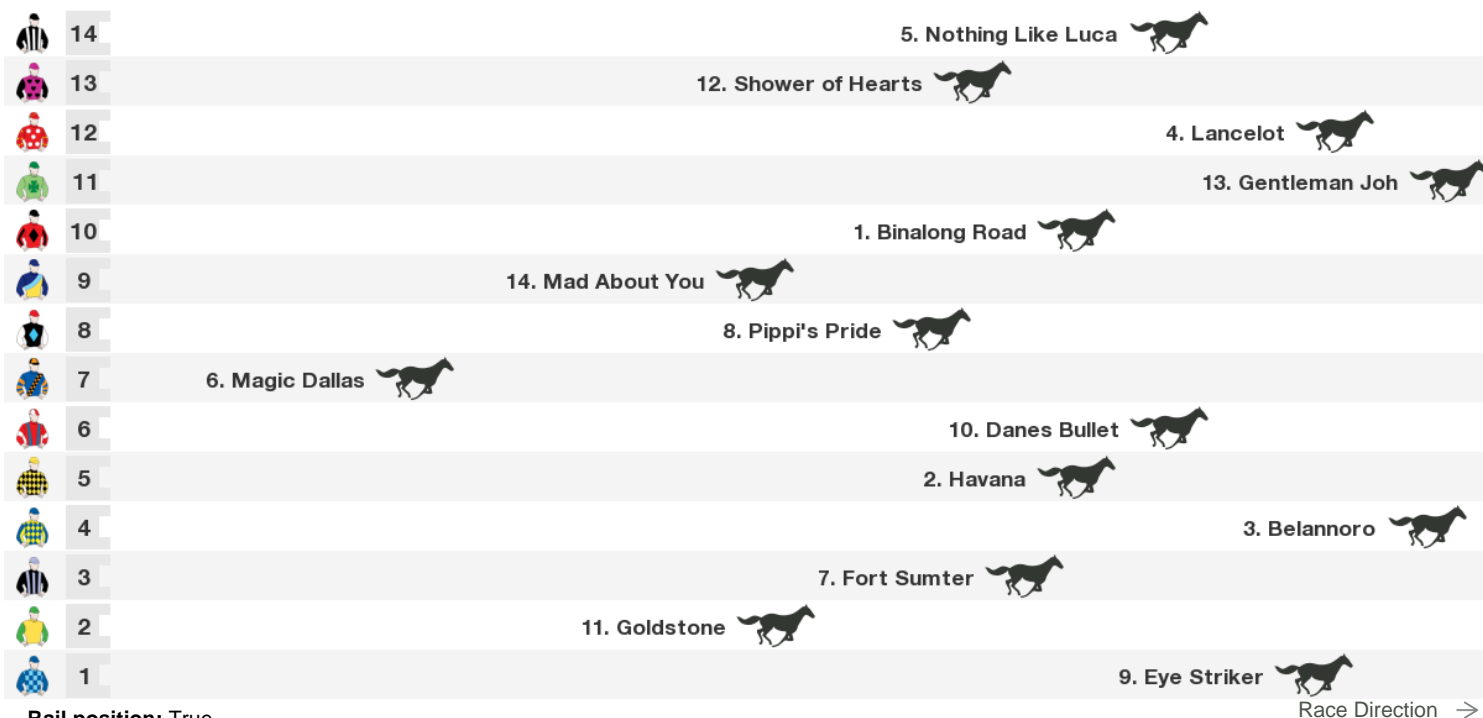 14 5. Nothing Like Luca
13 12. Shower of Hearts
12 4. Lancelot
11 13. Gentleman Joh
10 1. Binalong Road
9 14. Mad About You
8 8. Pippi's Pride
7 6. Magic Dallas
6 10. Danes Bullet
5 2. Havana
4 3. Belannoro
3 7. Fort Sumter
2 11. Goldstone
1 9. Eye Striker
Rail position: True
Race Direction →